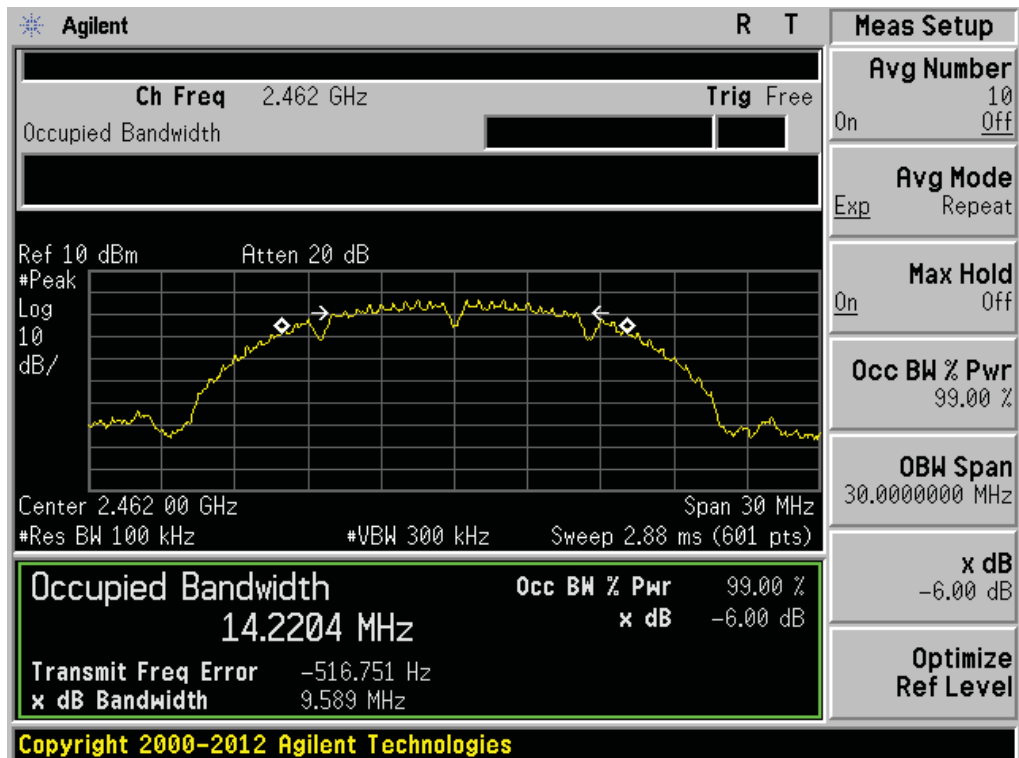 Agilent R T
Ch Freq 2.462 GHz Trig Free
Occupied Bandwidth
Ref 10 dBm Atten 20 dB
#Peak
Log
10
dB/
Center 2.462 00 GHz Span 30 MHz
#Res BW 100 kHz #VBW 300 kHz Sweep 2.88 ms (601 pts)
Occupied Bandwidth Occ BW % Pwr 99.00 %
14.2204 MHz x dB -6.00 dB
Transmit Freq Error -516.751 Hz
x dB Bandwidth 9.589 MHz
Copyright 2000-2012 Agilent Technologies
Meas Setup
Avg Number
10
On Off
Avg Mode
Exp Repeat
Max Hold
On Off
Occ BW % Pwr
99.00 %
OBW Span
30.0000000 MHz
x dB
-6.00 dB
Optimize
Ref Level